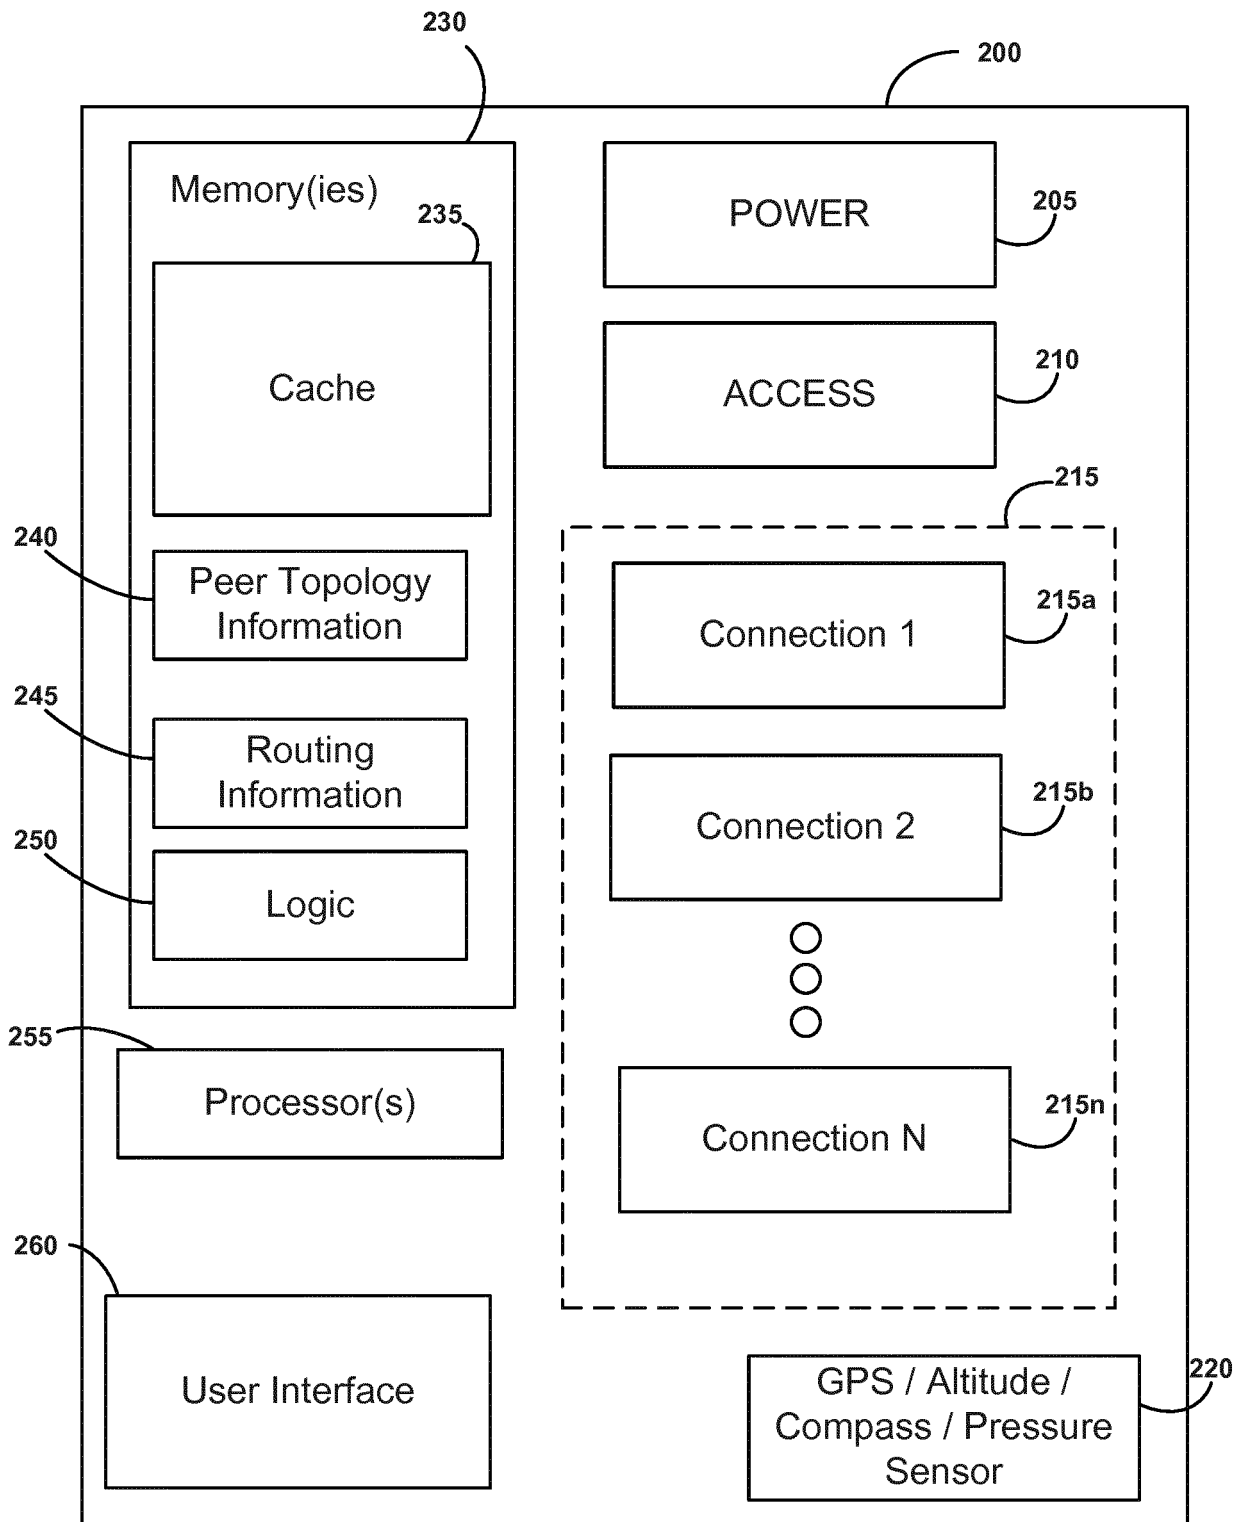 230
200
Memory(ies)
235
Cache
240
Peer Topology
Information
245
Routing
Information
250
Logic
255
Processor(s)
260
User Interface
POWER
205
ACCESS
210
215
Connection 1
215a
Connection 2
215b
Connection N
215n
GPS / Altitude /
Compass / Pressure
Sensor
220